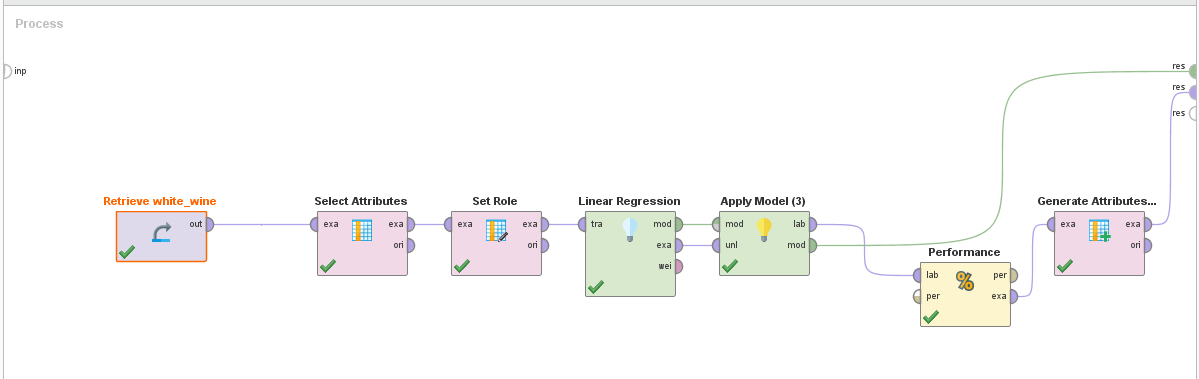 Process
inp
res
res
res
Retrieve white_wine
out
Select Attributes
exa
exa
ori
Set Role
exa
exa
ori
Linear Regression
tra
mod
exa
wei
Apply Model (3)
mod
lab
unl
mod
Performance
%
lab
per
per
exa
Generate Attributes...
exa
exa
ori